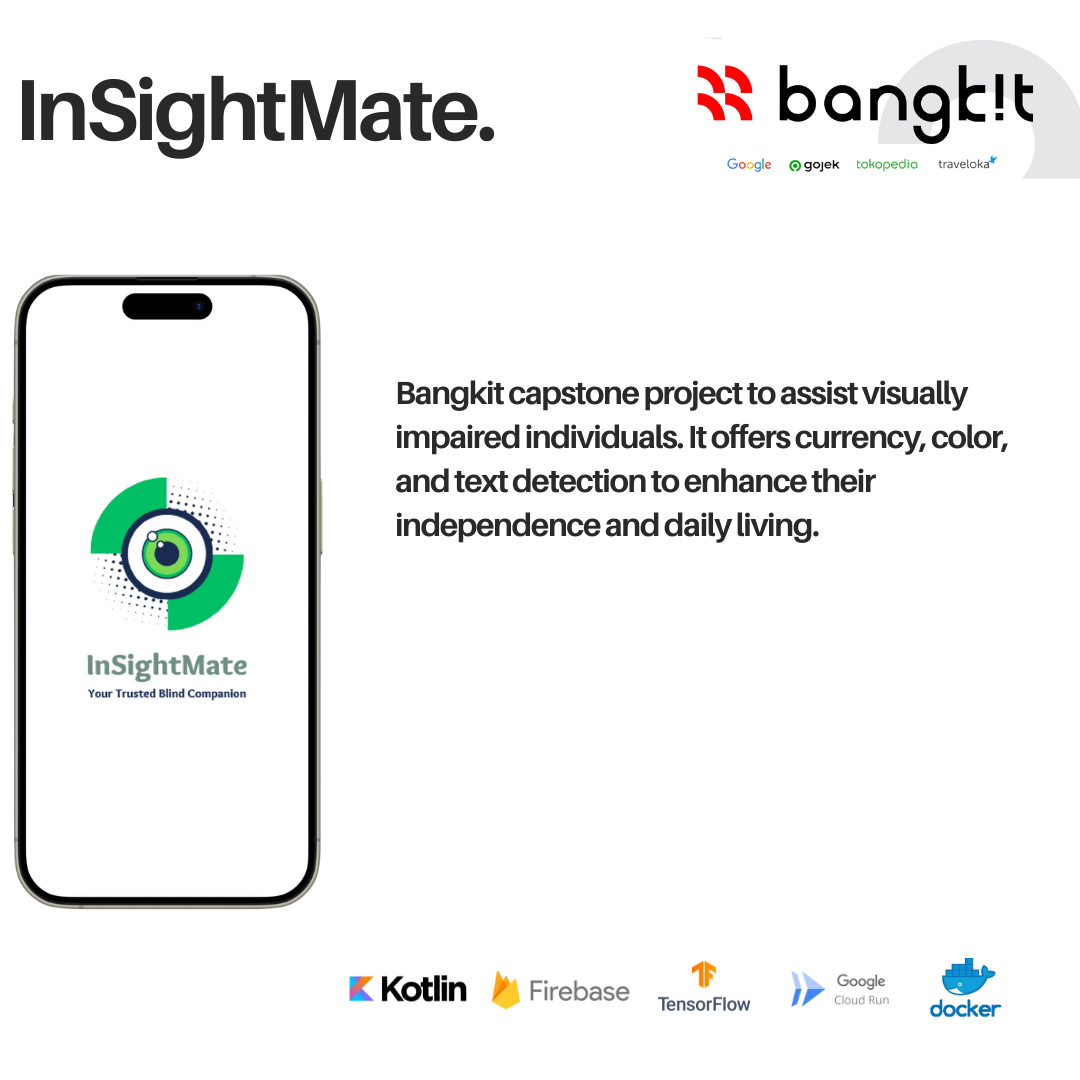 InSightMate.
bangk!t
Google gojek tokopedia traveloka
Bangkit capstone project to assist visually
impaired individuals. It offers currency, color,
and text detection to enhance their
independence and daily living.
InSightMate
Your Trusted Blind Companion
Kotlin Firebase TensorFlow Google Cloud Run docker